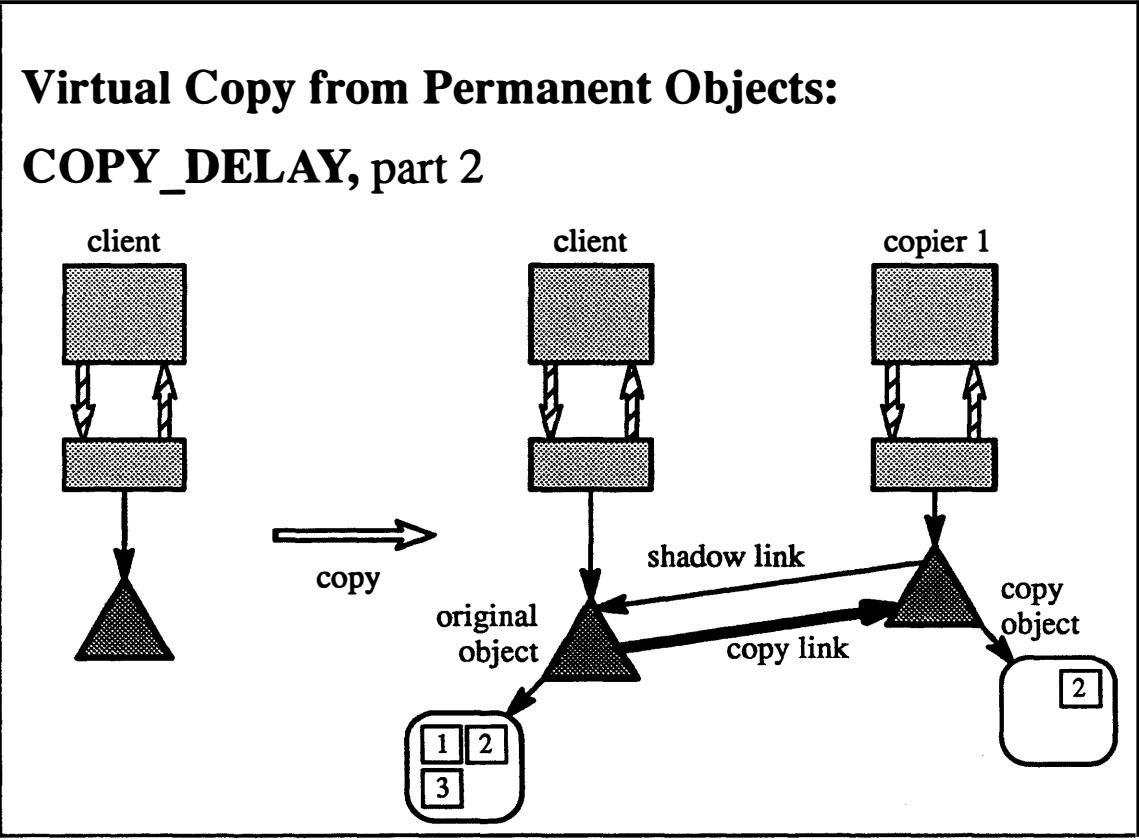 Virtual Copy from Permanent Objects:
COPY_DELAY, part 2
client
client
copier 1
shadow link
copy
original
object
copy link
copy
object
2
1 2
3